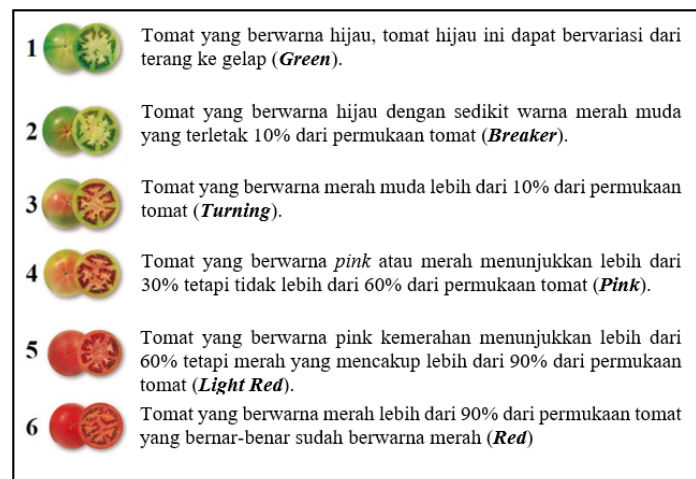 1
Tomat yang berwarna hijau, tomat hijau ini dapat bervariasi dari
terang ke gelap (Green).
2
Tomat yang berwarna hijau dengan sedikit warna merah muda
yang terletak 10% dari permukaan tomat (Breaker).
3
Tomat yang berwarna merah muda lebih dari 10% dari permukaan
tomat (Turning).
4
Tomat yang berwarna pink atau merah menunjukkan lebih dari
30% tetapi tidak lebih dari 60% dari permukaan tomat (Pink).
5
Tomat yang berwarna pink kemerahan menunjukkan lebih dari
60% tetapi merah yang mencakup lebih dari 90% dari permukaan
tomat (Light Red).
6
Tomat yang berwarna merah lebih dari 90% dari permukaan tomat
yang bernar-benar sudah berwarna merah (Red)